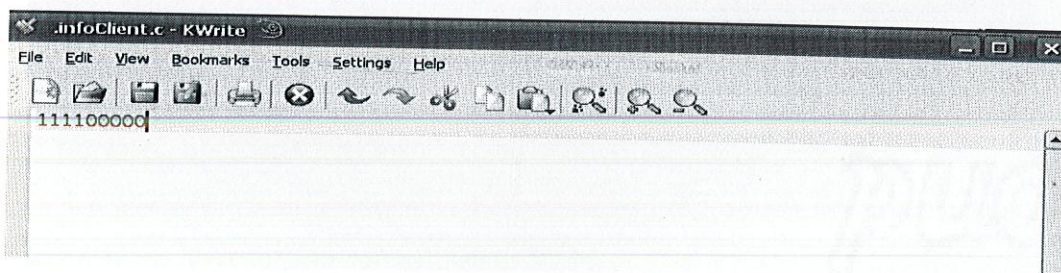 .infoClient.c - KWrite
File Edit View Bookmarks Tools Settings Help
111100000